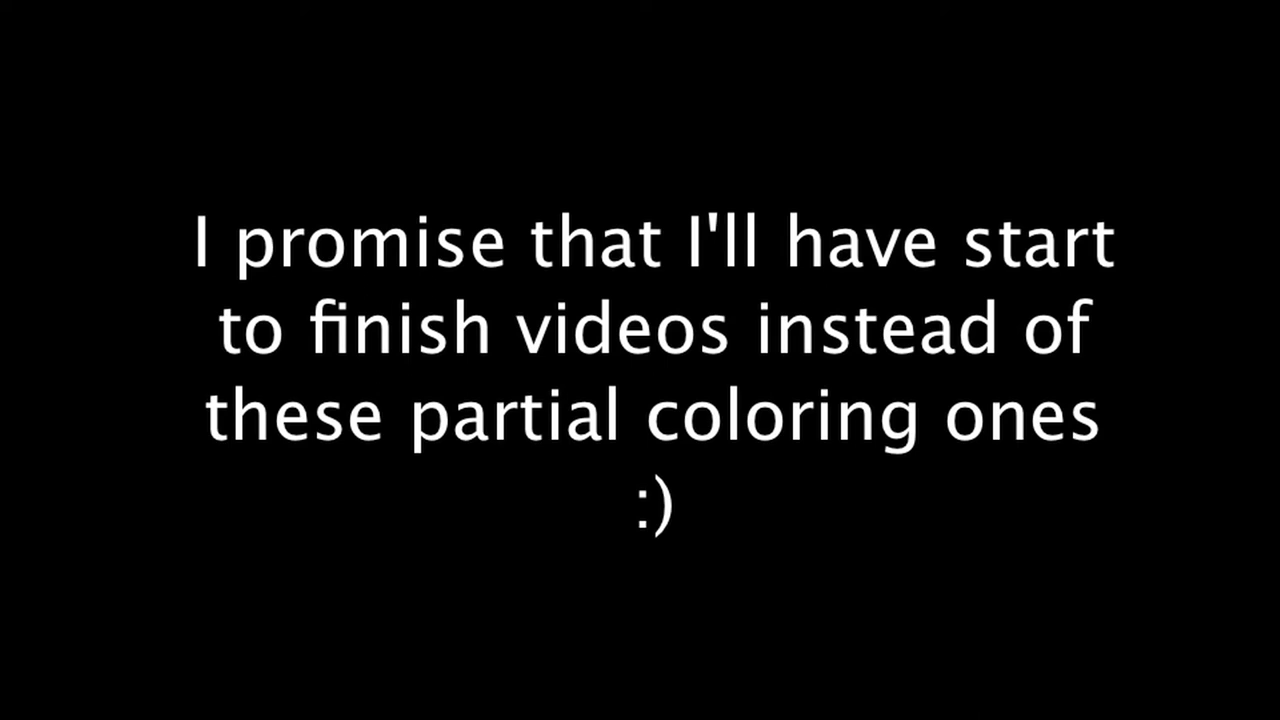 I promise that I'll have start
to finish videos instead of
these partial coloring ones
:)